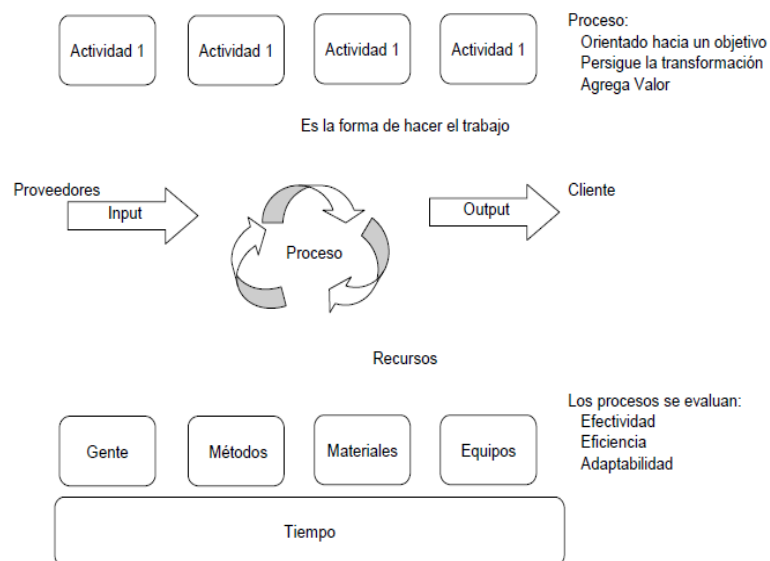 Actividad 1
Actividad 1
Actividad 1
Actividad 1
Proceso:
Orientado hacia un objetivo
Persigue la transformación
Agrega Valor
Es la forma de hacer el trabajo
Proveedores
Input
Proceso
Output
Cliente
Recursos
Gente
Métodos
Materiales
Equipos
Los procesos se evaluan:
Efectividad
Eficiencia
Adaptabilidad
Tiempo